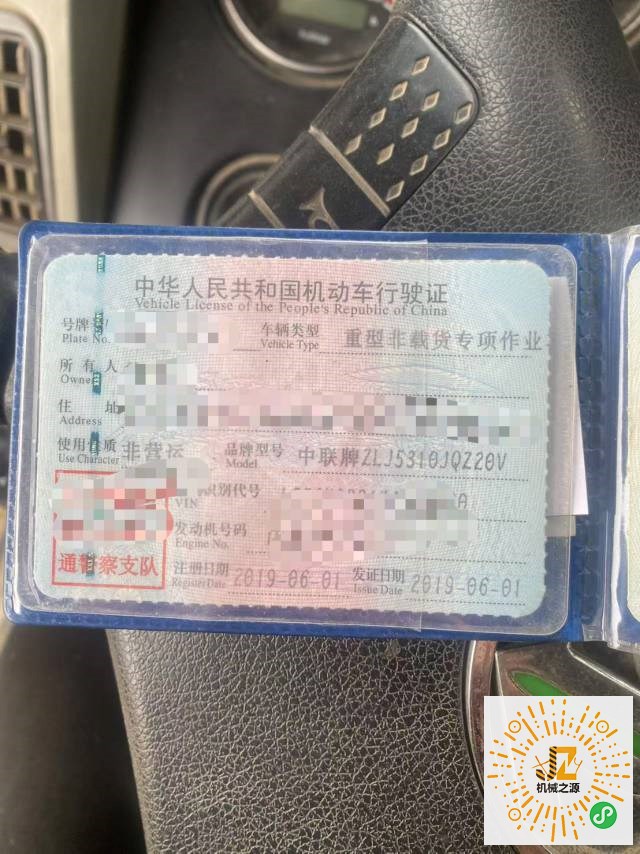 中华人民共和国机动车行驶证
Vehicle License of the People's Republic of China
号牌
Plate No.
车辆类型
Vehicle Type
重型非载货专项作业
所有人
Owner
住 址
Address
使用性质
Use Character
非营运
品牌型号
Model
中联牌ZLJ5310JQZ20V
识别代号
VIN
A
发动机号码
Engine No.
通警察支队
注册日期
Register Date
2019-06-01
发证日期
Issue Date
2019-06-01
JZ
机械之源